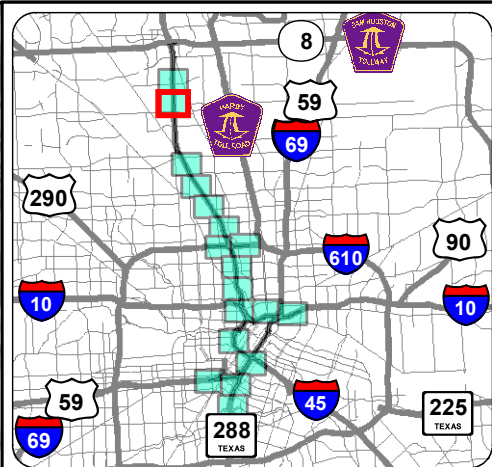 8
SAM HOUSTON
TOLLWAY
59
69
HARDY
TOLL ROAD
290
90
610
10
10
59
45
225
TEXAS
69
288
TEXAS